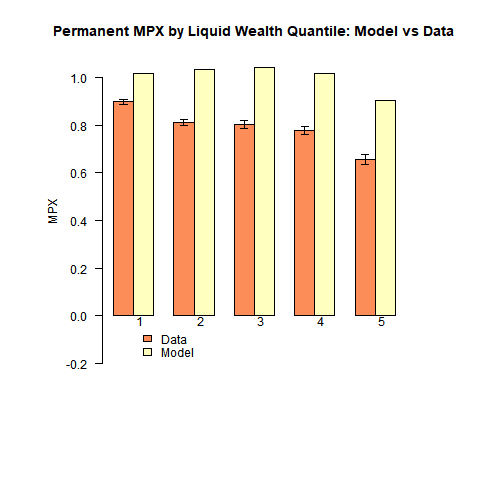 Permanent MPX by Liquid Wealth Quantile: Model vs Data
1.0
0.8
0.6
0.4
0.2
0.0
-0.2
MPX
1 2 3 4 5
Data
Model